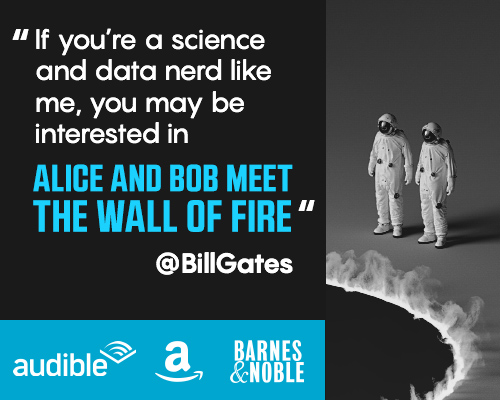 “ If you’re a science
and data nerd like
me, you may be
interested in
ALICE AND BOB MEET
THE WALL OF FIRE “
@BillGates
audible
a
BARNES
&NOBLE